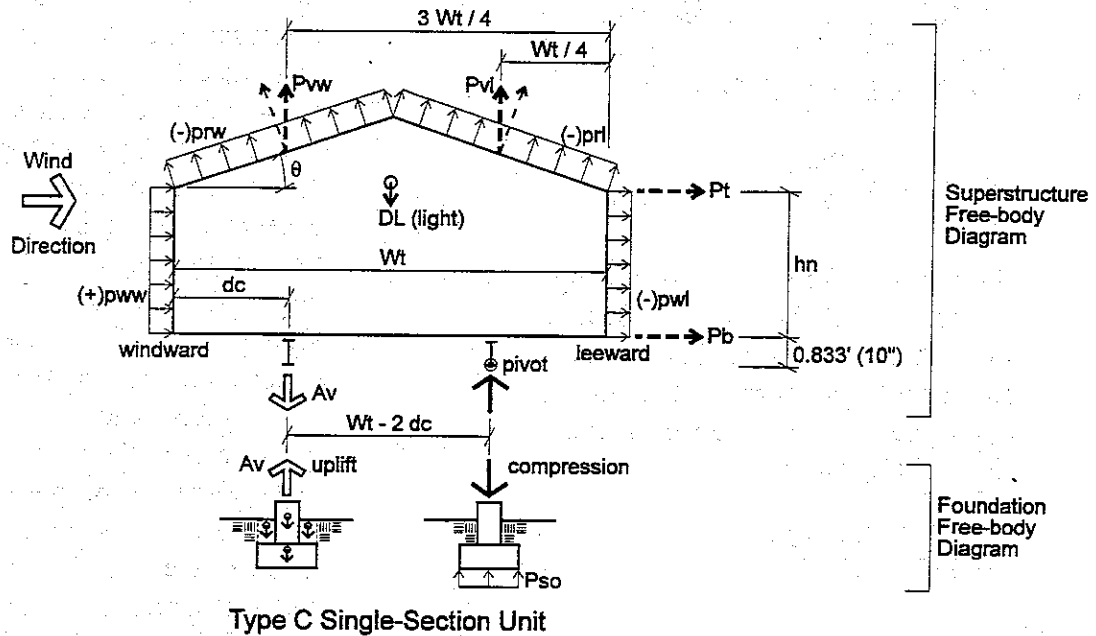 3 Wt / 4
Wt / 4
Pvw
Pvl
(-)prw
(-)prl
Wind
Direction
θ
DL (light)
Pt
Wt
hn
dc
(+)pww
(-)pwl
windward
leeward
Pb
0.833' (10")
pivot
Av
Wt - 2 dc
Av
uplift
compression
Pso
Superstructure
Free-body
Diagram
Foundation
Free-body
Diagram
Type C Single-Section Unit